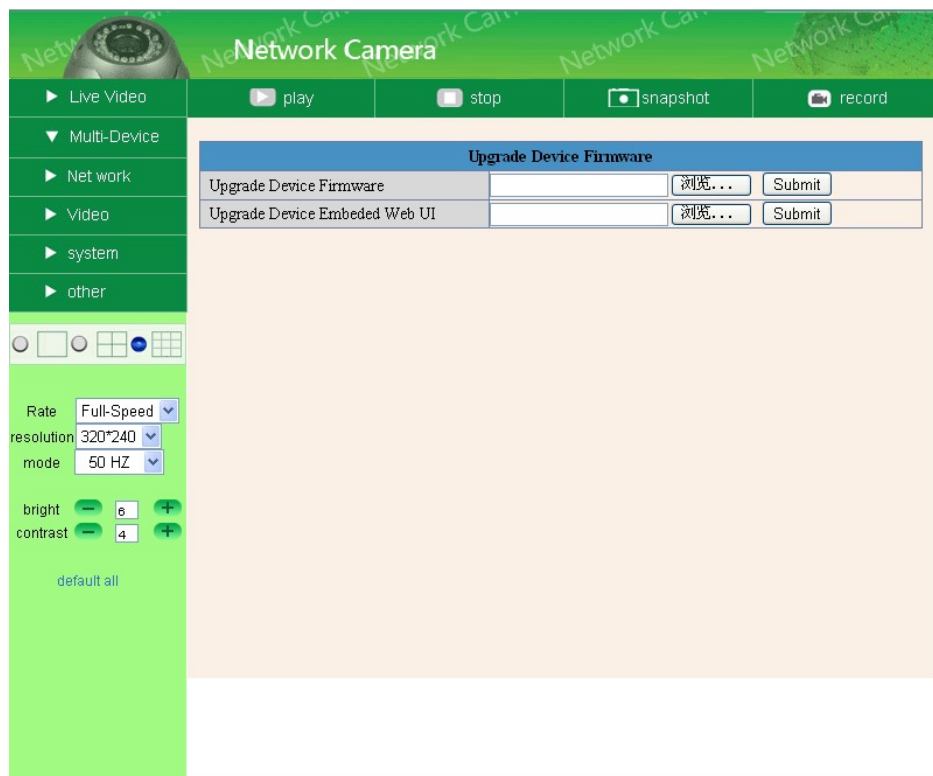 Network Camera
Live Video
play
stop
snapshot
record
Multi-Device
Upgrade Device Firmware
Net work
Upgrade Device Firmware
浏览...
Submit
Video
Upgrade Device Embeded Web UI
浏览...
Submit
system
other
Rate Full-Speed
resolution 320*240
mode 50 HZ
bright 6
contrast 4
default all